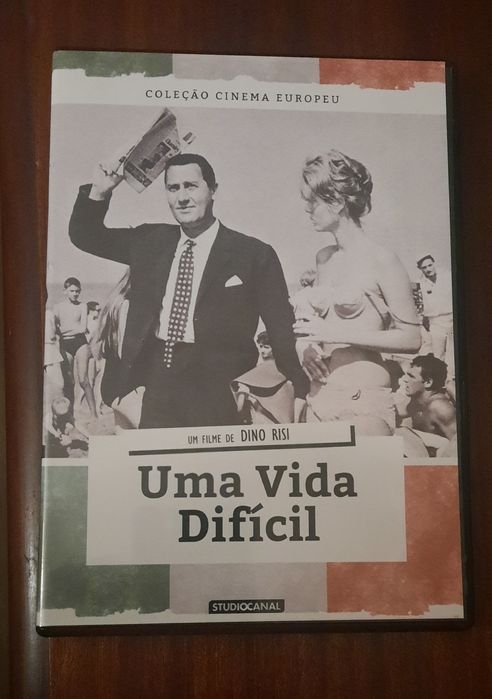 COLEÇÃO CINEMA EUROPEU
UM FILME DE DINO RISI
Uma Vida
Difícil
STUDIOCANAL